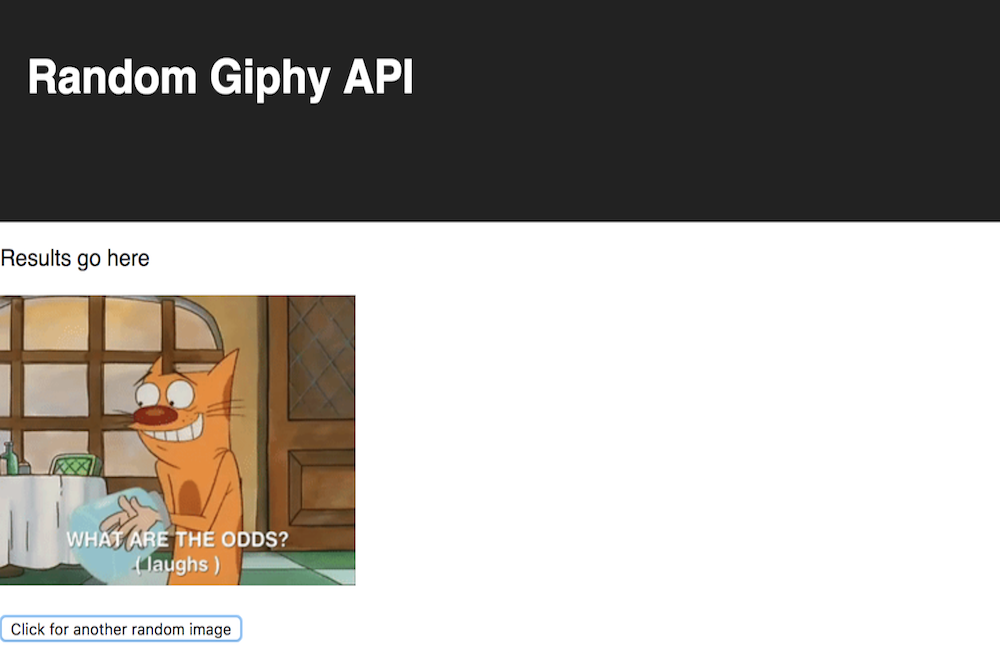 Random Giphy API
Results go here
WHAT ARE THE ODDS?
( laughs )
Click for another random image